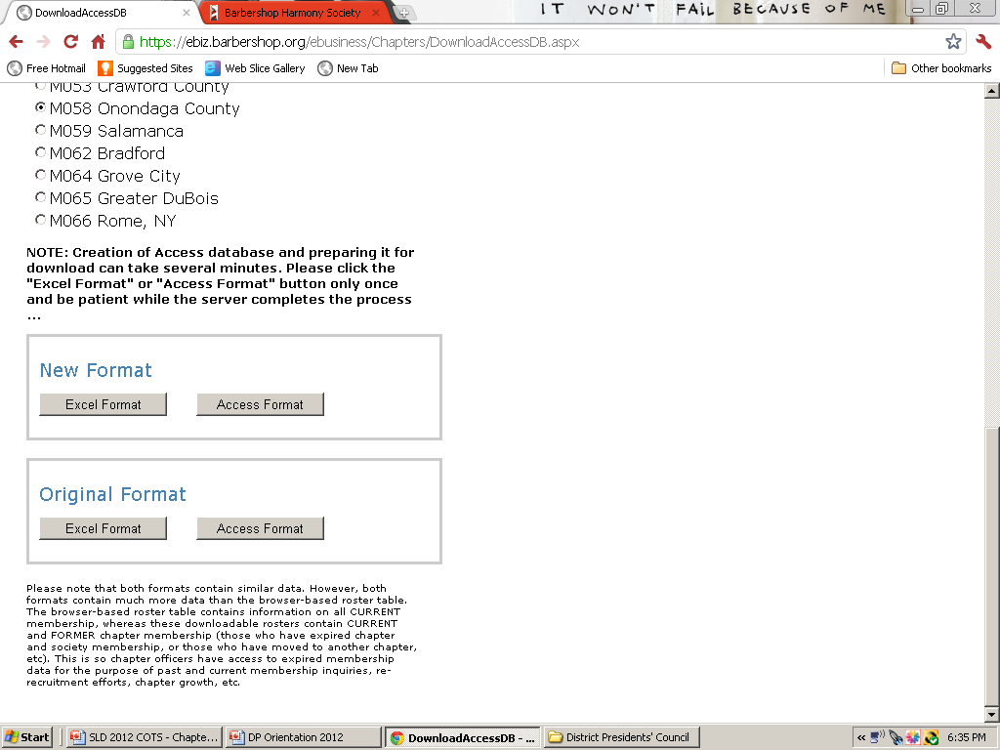 DownloadAccessDB
Barbershop Harmony Society
IT WON'T FAIL BECAUSE OF ME
https://ebiz.barbershop.org/ebusiness/Chapters/DownloadAccessDB.aspx
Free Hotmail Suggested Sites Web Slice Gallery New Tab Other bookmarks
M053 Crawford County
M058 Onondaga County
M059 Salamanca
M062 Bradford
M064 Grove City
M065 Greater DuBois
M066 Rome, NY
NOTE: Creation of Access database and preparing it for
download can take several minutes. Please click the
"Excel Format" or "Access Format" button only once
and be patient while the server completes the process
...
New Format
Excel Format Access Format
Original Format
Excel Format Access Format
Please note that both formats contain similar data. However, both
formats contain much more data than the browser-based roster table.
The browser-based roster table contains information on all CURRENT
membership, whereas these downloadable rosters contain CURRENT
and FORMER chapter membership (those who have expired chapter
and society membership, or those who have moved to another chapter,
etc). This is so chapter officers have access to expired membership
data for the purpose of past and current membership inquiries, re-
recruitment efforts, chapter growth, etc.
Start SLD 2012 COTS - Chapte... DP Orientation 2012 DownloadAccessDB - ... District Presidents' Council 6:35 PM